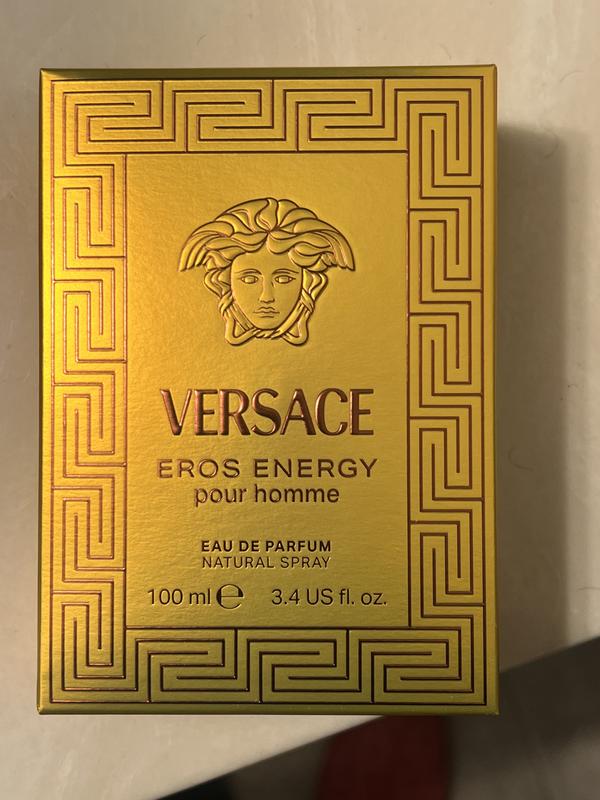 VERSACE
EROS ENERGY
pour homme
EAU DE PARFUM
NATURAL SPRAY
100 ml ℮ 3.4 US fl. oz.